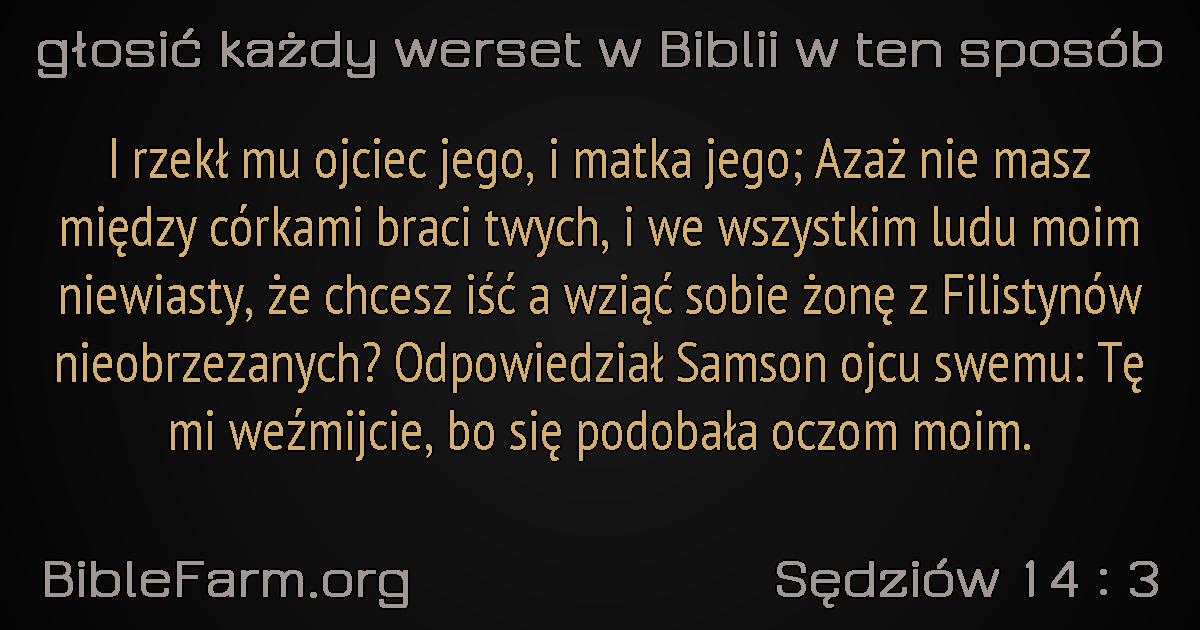 głosić każdy werset w Biblii w ten sposób
I rzekł mu ojciec jego, i matka jego; Azaż nie masz
między córkami braci twych, i we wszystkim ludu moim
niewiasty, że chcesz iść a wziąć sobie żonę z Filistynów
nieobrzezanych? Odpowiedział Samson ojcu swemu: Tę
mi weźmijcie, bo się podobała oczom moim.
BibleFarm.org
Sędziów 14 : 3